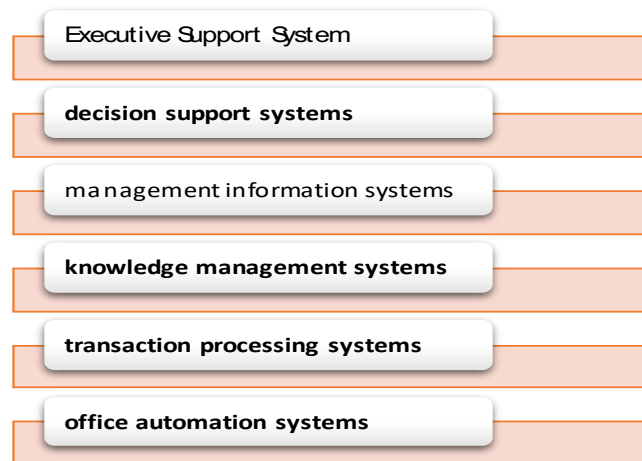 Executive Support System
decision support systems
management information systems
knowledge management systems
transaction processing systems
office automation systems